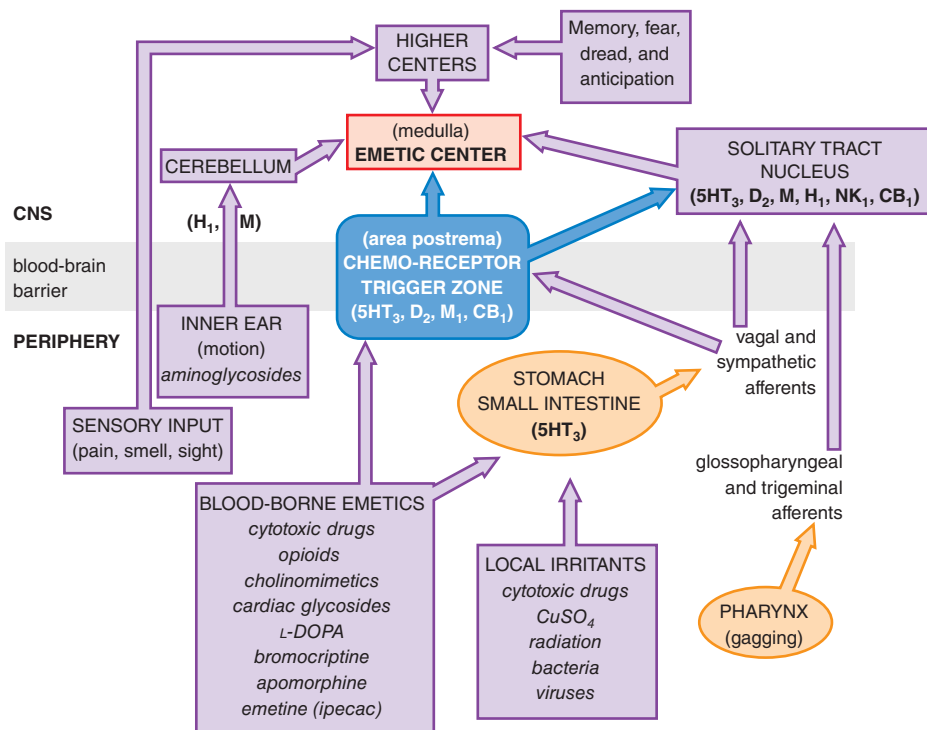 HIGHER
CENTERS
Memory, fear,
dread, and
anticipation
(medulla)
EMETIC CENTER
CEREBELLUM
SOLITARY TRACT
NUCLEUS
(5HT₃, D₂, M, H₁, NK₁, CB₁)
CNS
(H₁, M)
(area postrema)
CHEMO-RECEPTOR
TRIGGER ZONE
(5HT₃, D₂, M₁, CB₁)
blood-brain
barrier
PERIPHERY
INNER EAR
(motion)
aminoglycosides
vagal and
sympathetic
afferents
STOMACH
SMALL INTESTINE
(5HT₃)
SENSORY INPUT
(pain, smell, sight)
glossopharyngeal
and trigeminal
afferents
BLOOD-BORNE EMETICS
cytotoxic drugs
opioids
cholinomimetics
cardiac glycosides
L-DOPA
bromocriptine
apomorphine
emetine (ipecac)
LOCAL IRRITANTS
cytotoxic drugs
CuSO₄
radiation
bacteria
viruses
PHARYNX
(gagging)